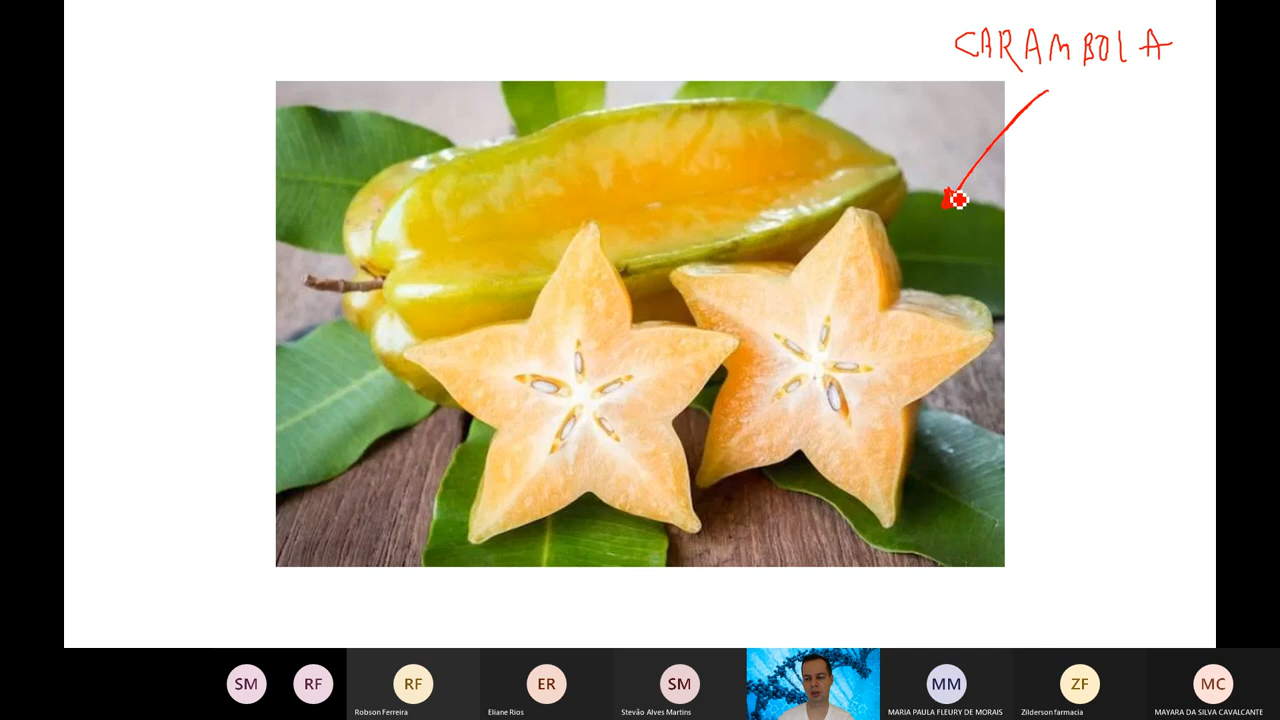 CARAMBOLA
SM
RF
RF
Robson Ferreira
ER
Eliane Rios
SM
Stevão Alves Martins
MM
MARIA PAULA FLEURY DE MORAIS
ZF
Zilderson farmacia
MC
MAYARA DA SILVA CAVALCANTE